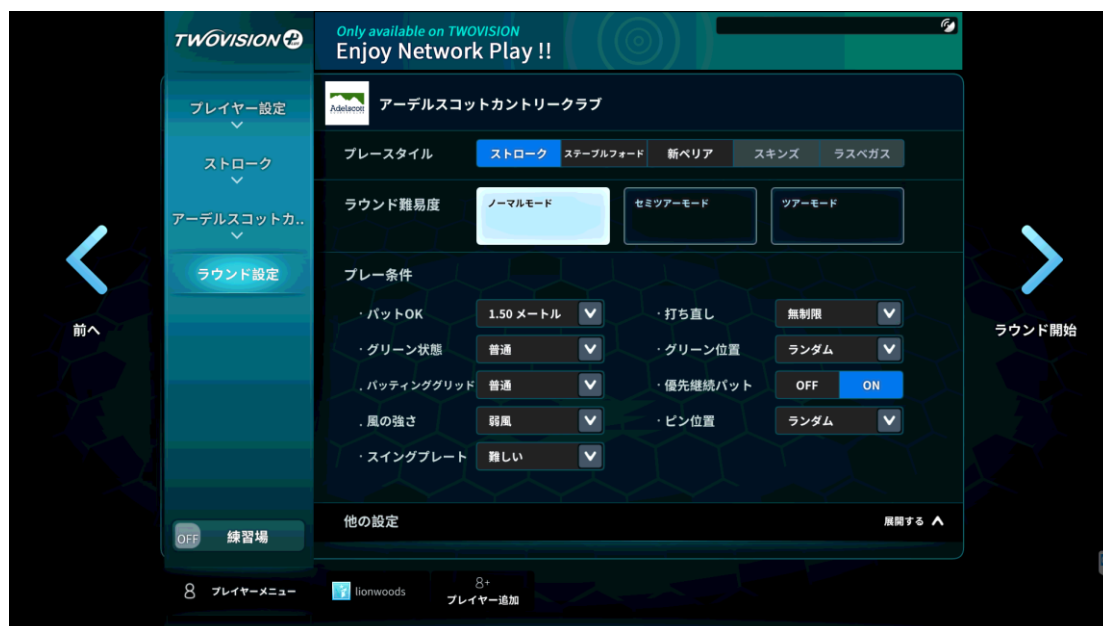 TWOVISION
Only available on TWOVISION
Enjoy Network Play !!
プレイヤー設定
ストローク
アーデルスコットカ..
ラウンド設定
OFF 練習場
プレイヤーメニュー
前へ
Adelscott アーデルスコットカントリークラブ
プレースタイル ストローク ステーブルフォード 新ペリア スキンズ ラスベガス
ラウンド難易度 ノーマルモード セミツアーモード ツアーモード
プレー条件
・パットOK 1.50 メートル ・打ち直し 無制限
・グリーン状態 普通 ・グリーン位置 ランダム
. パッティンググリッド 普通 ・優先継続パット OFF ON
. 風の強さ 弱風 ・ピン位置 ランダム
・スイングプレート 難しい
他の設定 展開する
lionwoods
8+
プレイヤー追加
ラウンド開始